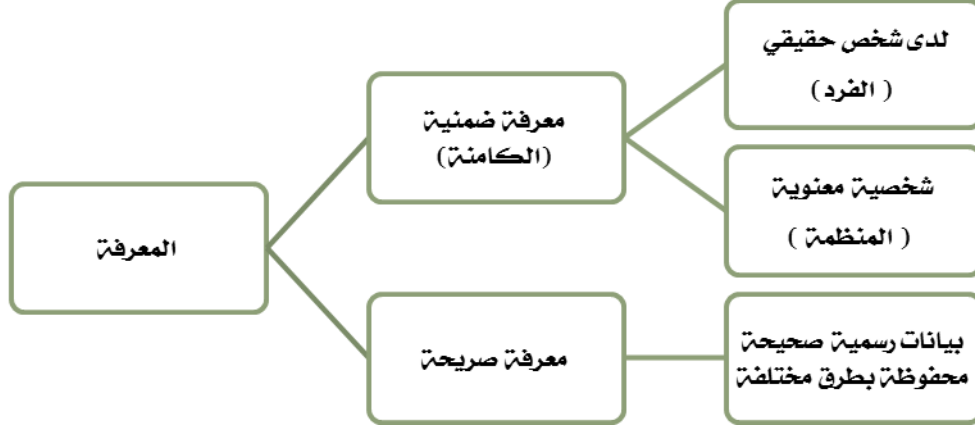 المعرفة
معرفة ضمنية
(الكامنة)
لدى شخص حقيقي
( الفرد )
شخصية معنوية
( المنظمة )
معرفة صريحة
بيانات رسمية صحيحة
محفوظة بطرق مختلفة